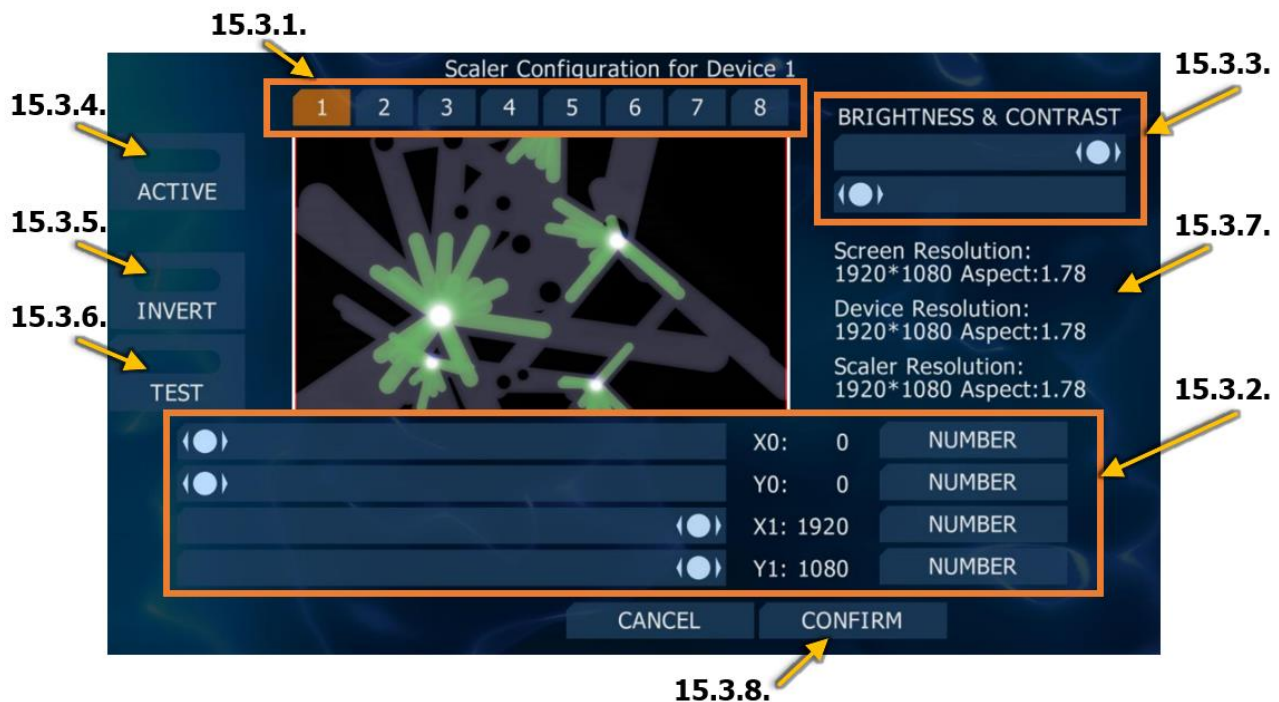 15.3.1.
Scaler Configuration for Device 1
15.3.3.
15.3.4.
1 2 3 4 5 6 7 8
BRIGHTNESS & CONTRAST
ACTIVE
15.3.5.
15.3.7.
Screen Resolution:
1920*1080 Aspect:1.78
INVERT
15.3.6.
Device Resolution:
1920*1080 Aspect:1.78
TEST
Scaler Resolution:
1920*1080 Aspect:1.78
15.3.2.
X0: 0 NUMBER
Y0: 0 NUMBER
X1: 1920 NUMBER
Y1: 1080 NUMBER
CANCEL CONFIRM
15.3.8.